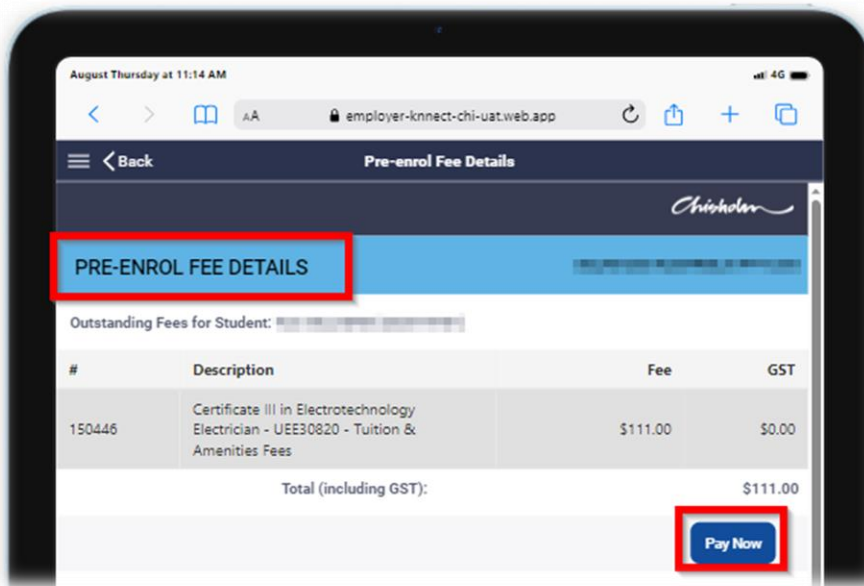 August Thursday at 11:14 AM 4G
AA employer-knnect-chi-uat.web.app
Back Pre-enrol Fee Details
Chisholm
PRE-ENROL FEE DETAILS
Outstanding Fees for Student:
# Description Fee GST
Certificate III in Electrotechnology
150446 Electrician - UEE30820 - Tuition & $111.00 $0.00
Amenities Fees
Total (including GST): $111.00
Pay Now